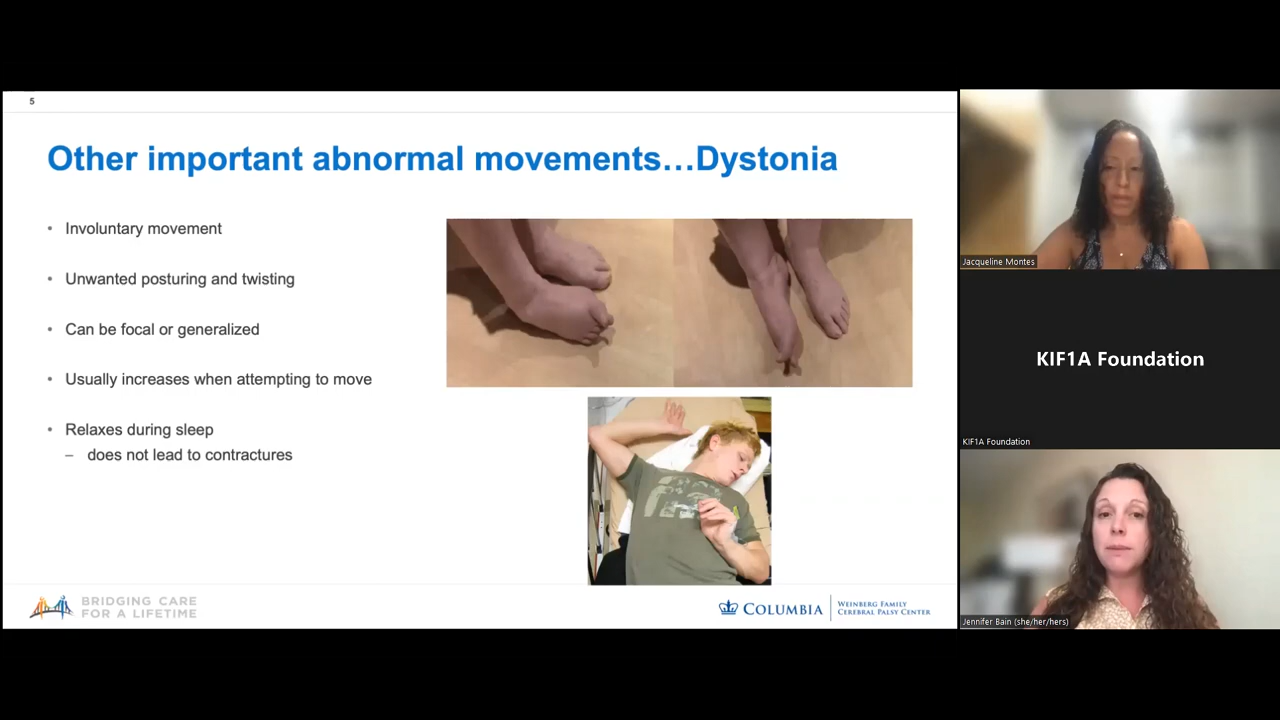 5
Other important abnormal movements…Dystonia
• Involuntary movement
• Unwanted posturing and twisting
• Can be focal or generalized
• Usually increases when attempting to move
• Relaxes during sleep
– does not lead to contractures
BRIDGING CARE
FOR A LIFETIME
COLUMBIA
WEINBERG FAMILY
CEREBRAL PALSY CENTER
Jacqueline Montes
KIF1A Foundation
KIF1A Foundation
Jennifer Bain (she/her/hers)